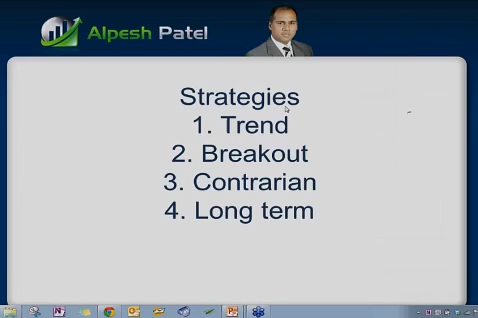 Alpesh Patel
Strategies
1. Trend
2. Breakout
3. Contrarian
4. Long term